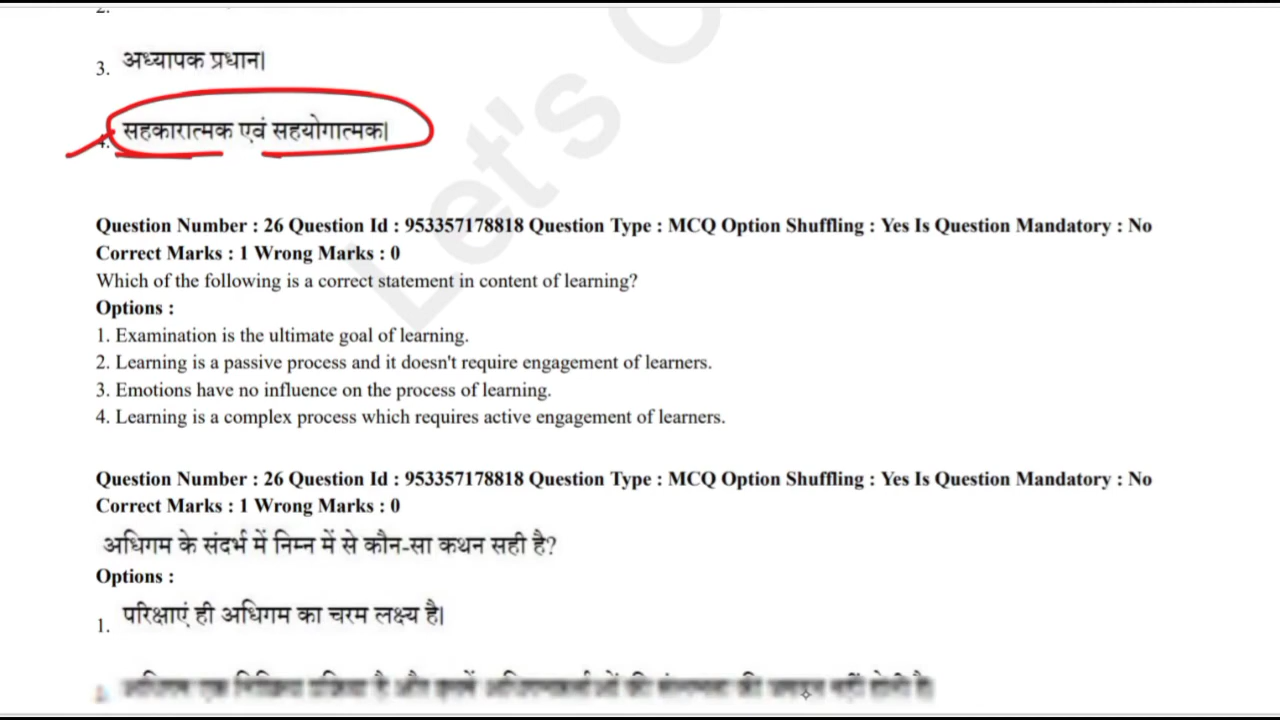 3. अध्यापक प्रधान।
4. सहकारात्मक एवं सहयोगात्मक।
Let's
Question Number : 26 Question Id : 953357178818 Question Type : MCQ Option Shuffling : Yes Is Question Mandatory : No
Correct Marks : 1 Wrong Marks : 0
Which of the following is a correct statement in content of learning?
Options :
1. Examination is the ultimate goal of learning.
2. Learning is a passive process and it doesn't require engagement of learners.
3. Emotions have no influence on the process of learning.
4. Learning is a complex process which requires active engagement of learners.
Question Number : 26 Question Id : 953357178818 Question Type : MCQ Option Shuffling : Yes Is Question Mandatory : No
Correct Marks : 1 Wrong Marks : 0
अधिगम के संदर्भ में निम्न में से कौन-सा कथन सही है?
Options :
1. परिक्षाएं ही अधिगम का चरम लक्ष्य है।